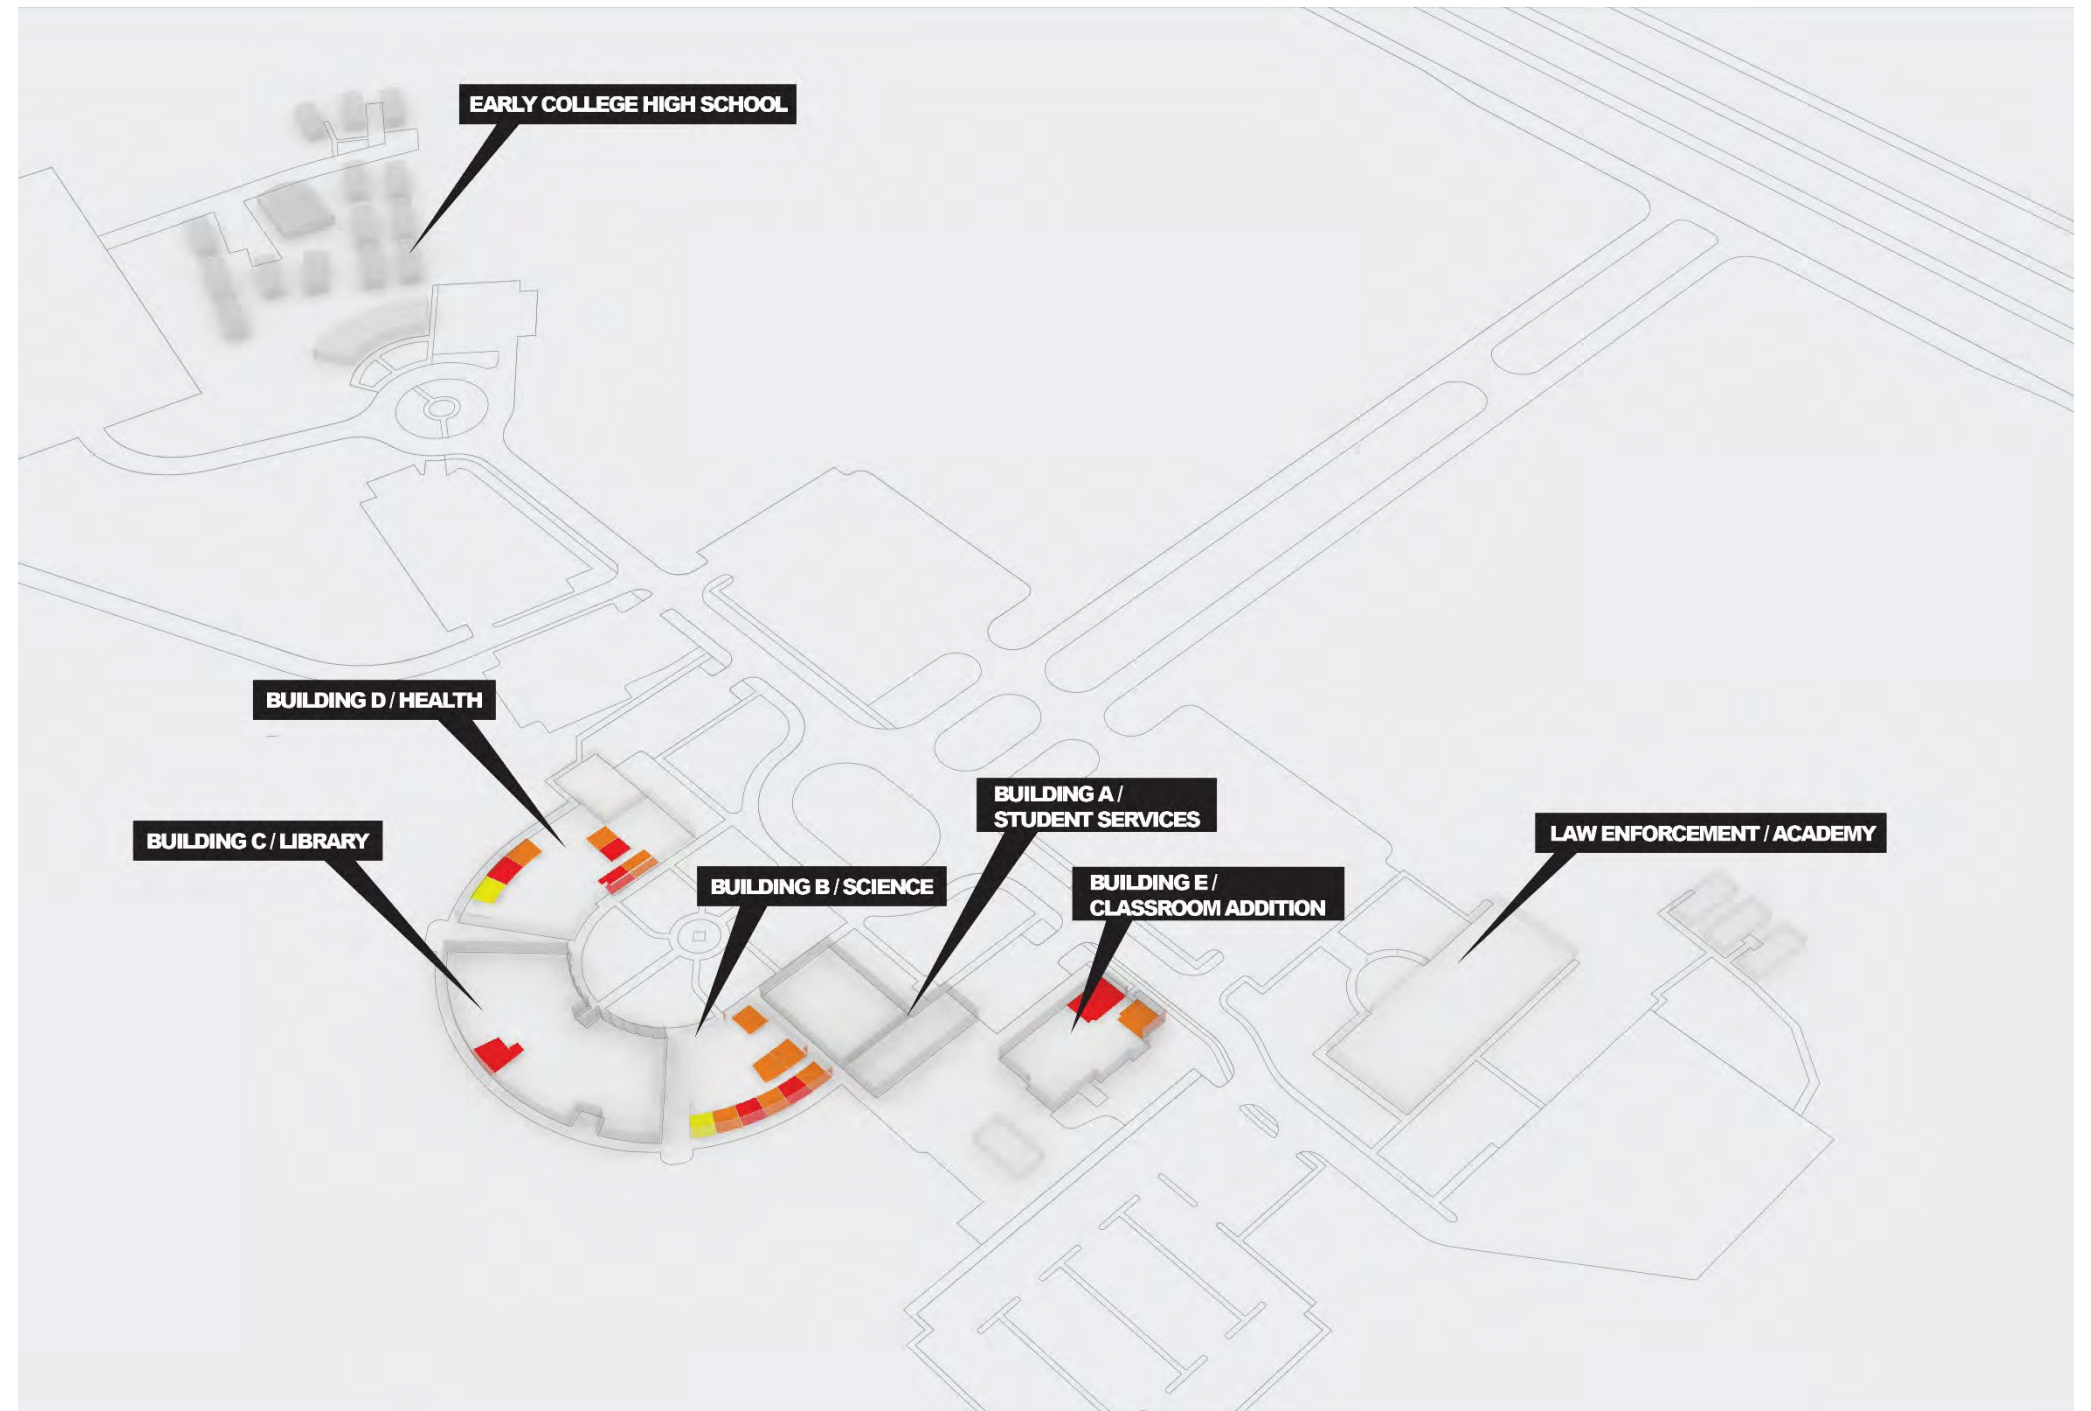 EARLY COLLEGE HIGH SCHOOL
BUILDING D / HEALTH
BUILDING C / LIBRARY
BUILDING B / SCIENCE
BUILDING A /
STUDENT SERVICES
BUILDING E /
CLASSROOM ADDITION
LAW ENFORCEMENT / ACADEMY